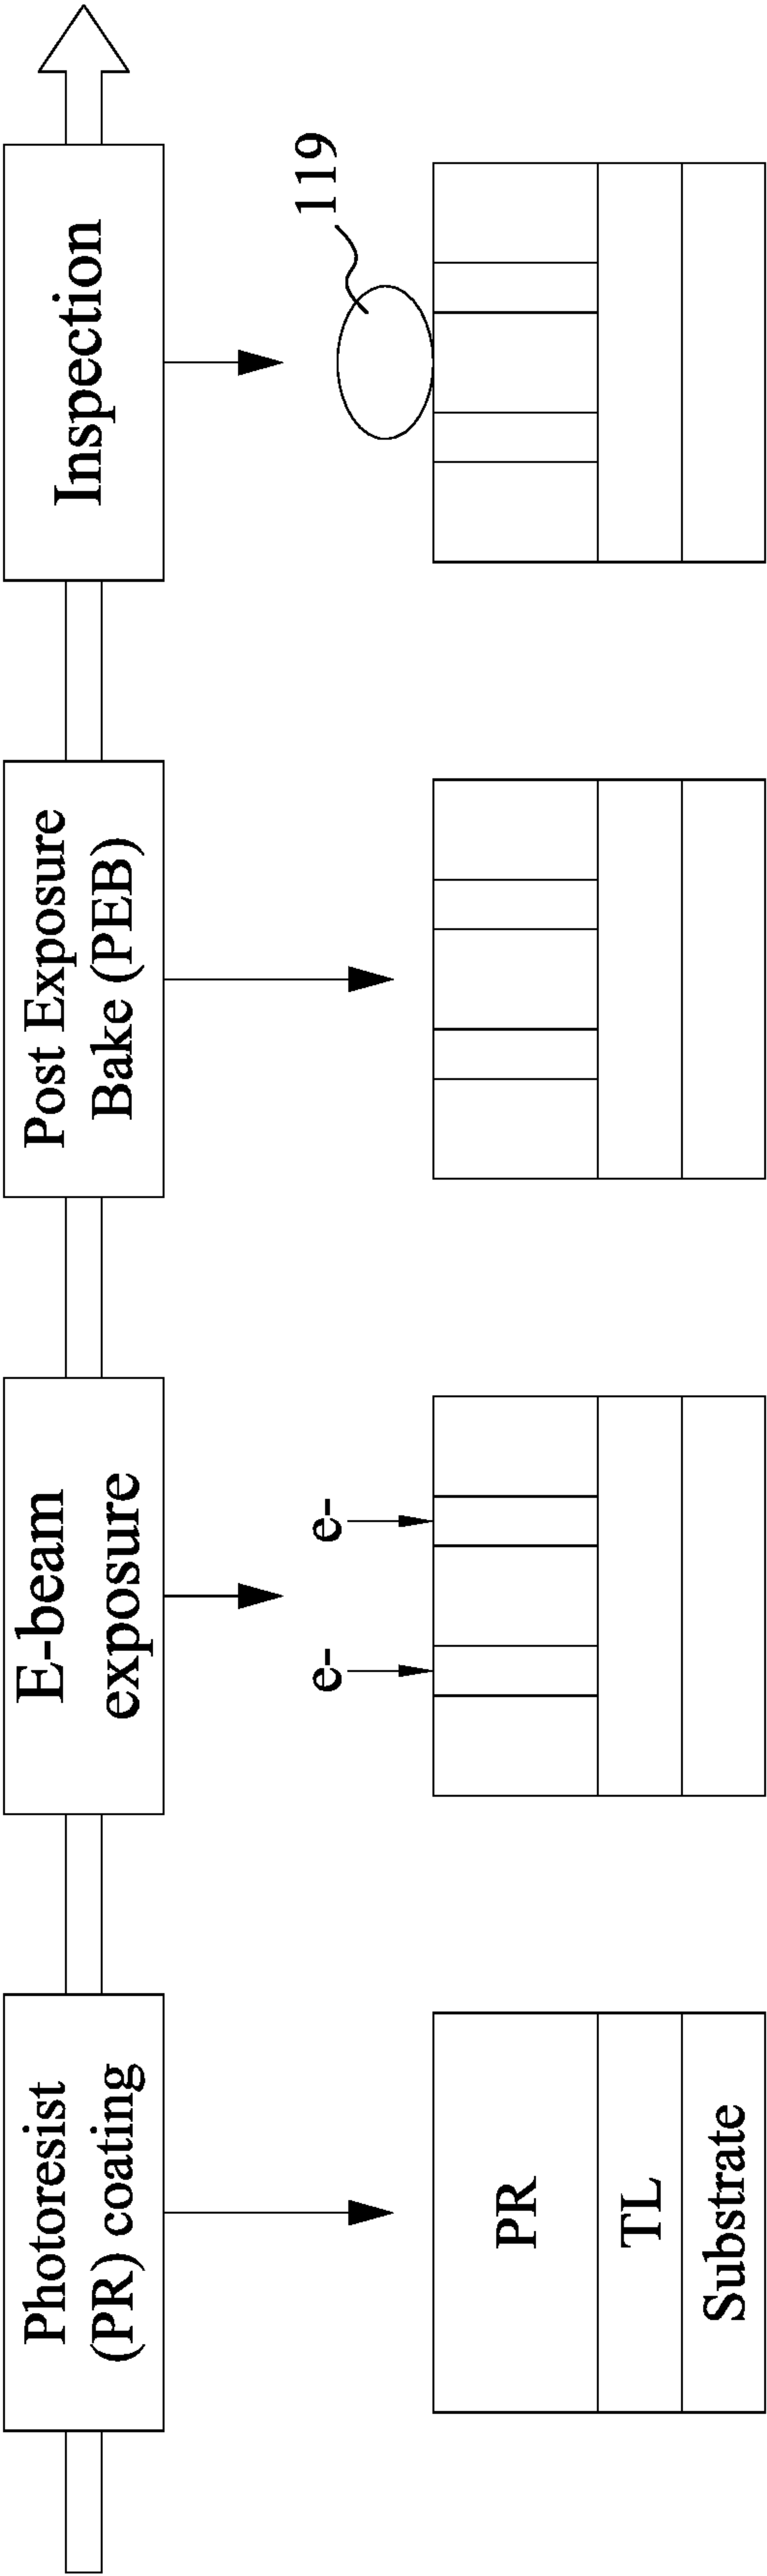 Photoresist
(PR) coating
E-beam
exposure
Post Exposure
Bake (PEB)
Inspection
PR
TL
Substrate
e-
e-
119